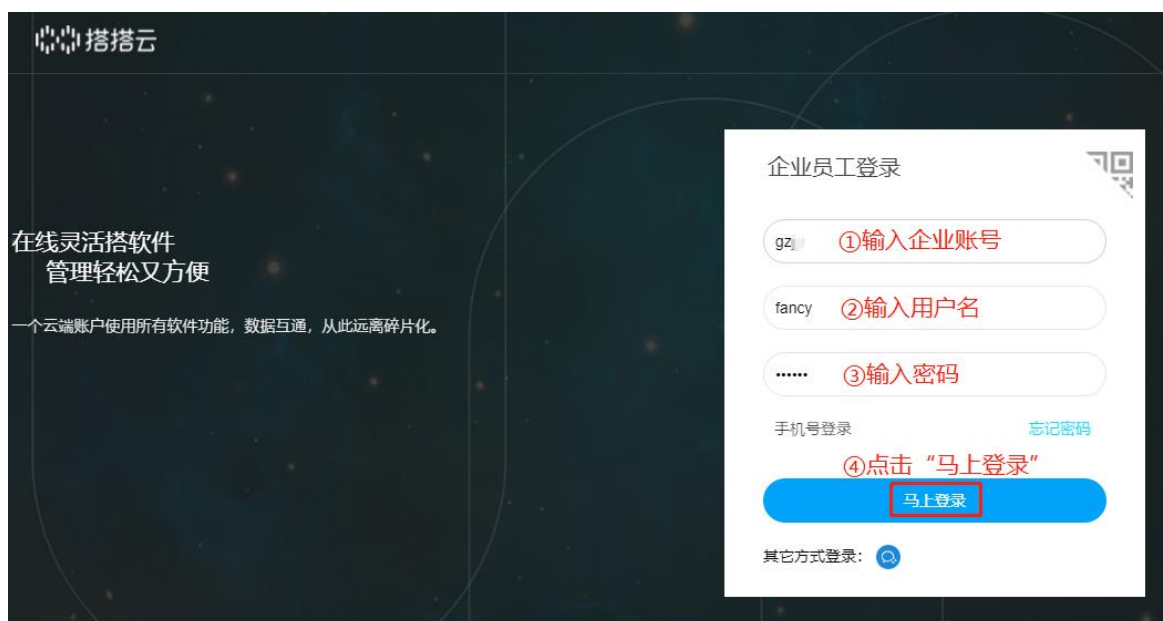 搭搭云
在线灵活搭软件
管理轻松又方便
一个云端账户使用所有软件功能，数据互通，从此远离碎片化。
企业员工登录
gz
①输入企业账号
fancy
②输入用户名
••••••
③输入密码
手机号登录
忘记密码
④点击“马上登录”
马上登录
其它方式登录：